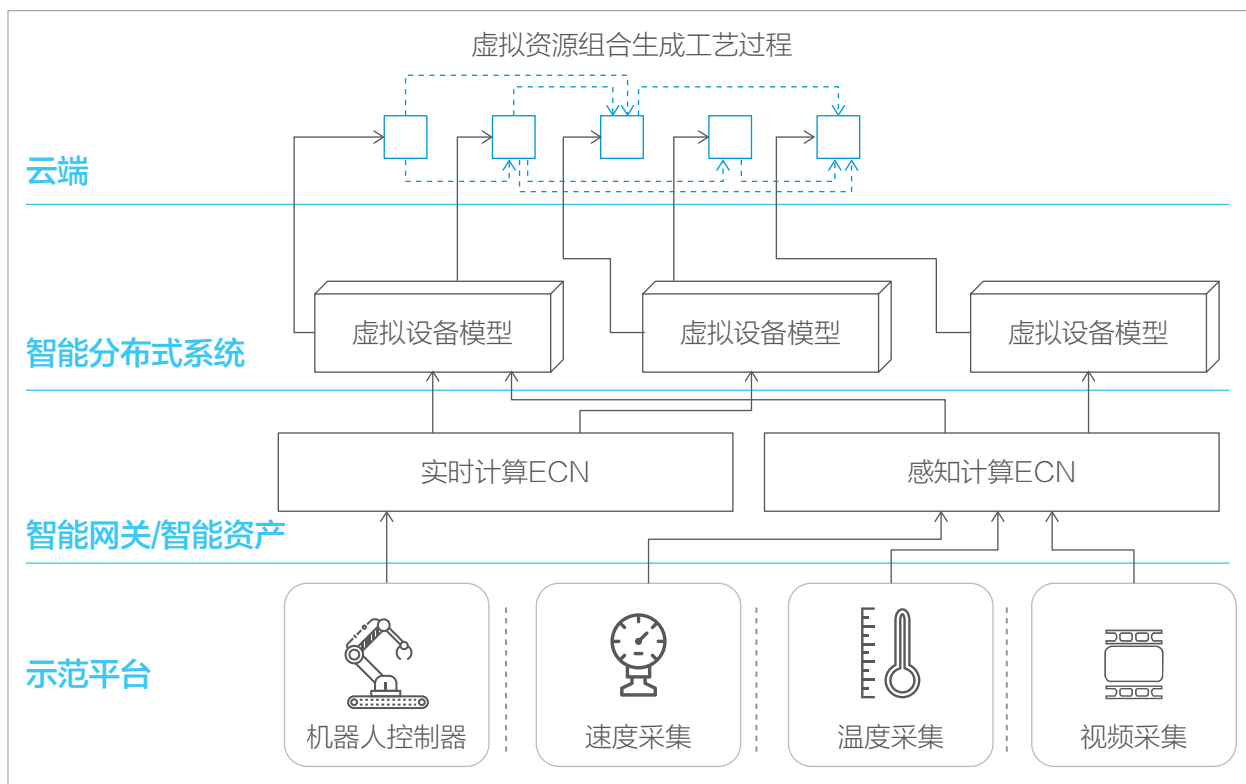 虚拟资源组合生成工艺过程
云端
虚拟设备模型
虚拟设备模型
虚拟设备模型
智能分布式系统
实时计算ECN
感知计算ECN
智能网关/智能资产
示范平台
机器人控制器
速度采集
温度采集
视频采集